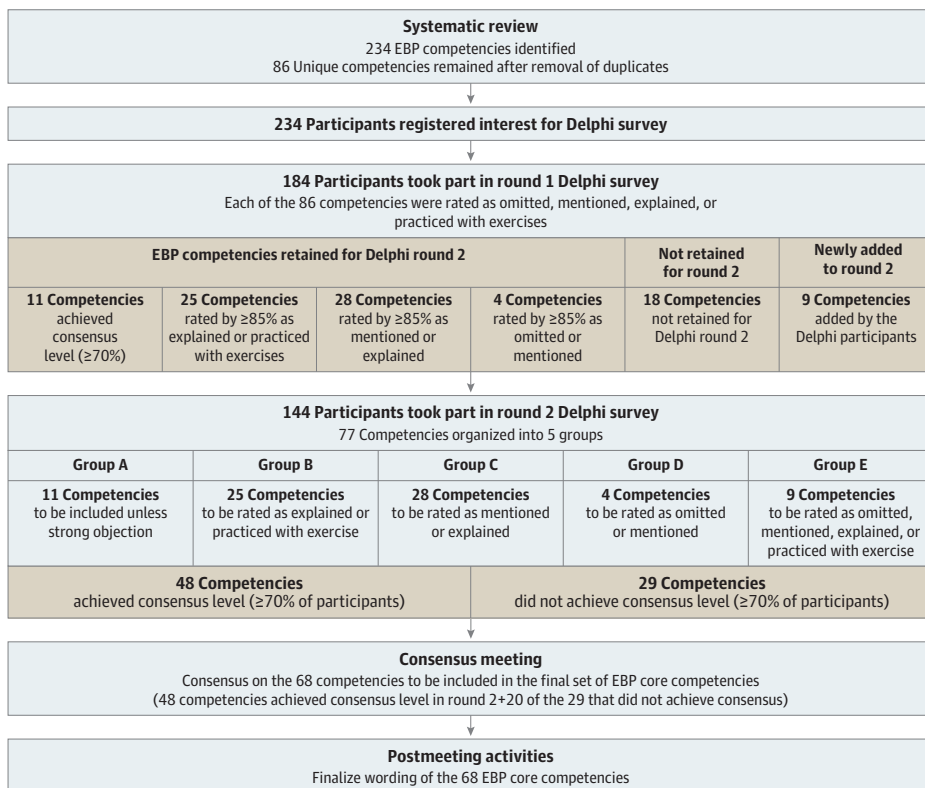 Systematic review
234 EBP competencies identified
86 Unique competencies remained after removal of duplicates
234 Participants registered interest for Delphi survey
184 Participants took part in round 1 Delphi survey
Each of the 86 competencies were rated as omitted, mentioned, explained, or
practiced with exercises
EBP competencies retained for Delphi round 2
Not retained
for round 2
Newly added
to round 2
11 Competencies
achieved
consensus
level (≥70%)
25 Competencies
rated by ≥85% as
explained or practiced
with exercises
28 Competencies
rated by ≥85% as
mentioned or
explained
4 Competencies
rated by ≥85% as
omitted or
mentioned
18 Competencies
not retained for
Delphi round 2
9 Competencies
added by the
Delphi participants
144 Participants took part in round 2 Delphi survey
77 Competencies organized into 5 groups
Group A
Group B
Group C
Group D
Group E
11 Competencies
to be included unless
strong objection
25 Competencies
to be rated as explained or
practiced with exercise
28 Competencies
to be rated as mentioned
or explained
4 Competencies
to be rated as omitted
or mentioned
9 Competencies
to be rated as omitted,
mentioned, explained, or
practiced with exercise
48 Competencies
achieved consensus level (≥70% of participants)
29 Competencies
did not achieve consensus level (≥70% of participants)
Consensus meeting
Consensus on the 68 competencies to be included in the final set of EBP core competencies
(48 competencies achieved consensus level in round 2+20 of the 29 that did not achieve consensus)
Postmeeting activities
Finalize wording of the 68 EBP core competencies